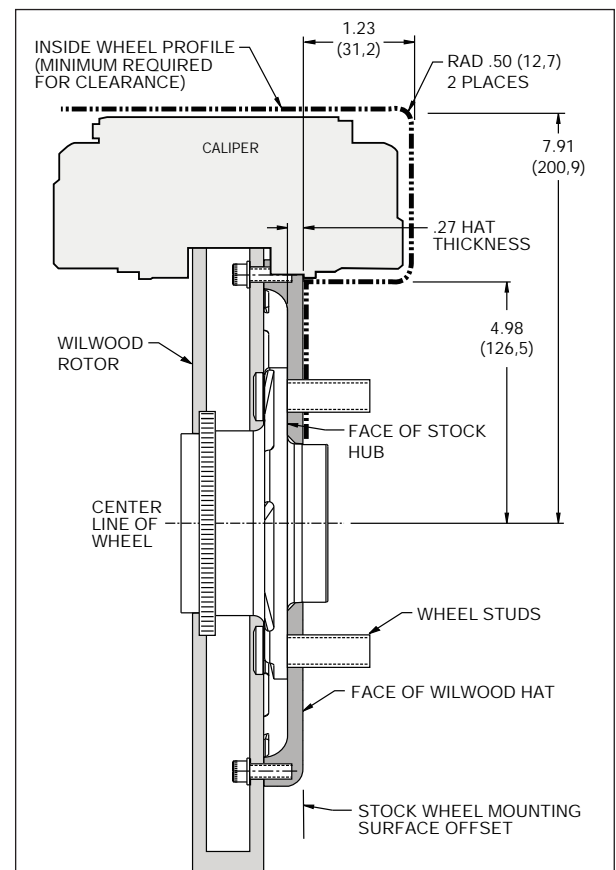 1.23
(31,2)
INSIDE WHEEL PROFILE
(MINIMUM REQUIRED
FOR CLEARANCE)
RAD .50 (12,7)
2 PLACES
7.91
(200,9)
CALIPER
.27 HAT
THICKNESS
4.98
(126,5)
WILWOOD
ROTOR
FACE OF STOCK
HUB
CENTER
LINE OF
WHEEL
WHEEL STUDS
FACE OF WILWOOD HAT
STOCK WHEEL MOUNTING
SURFACE OFFSET